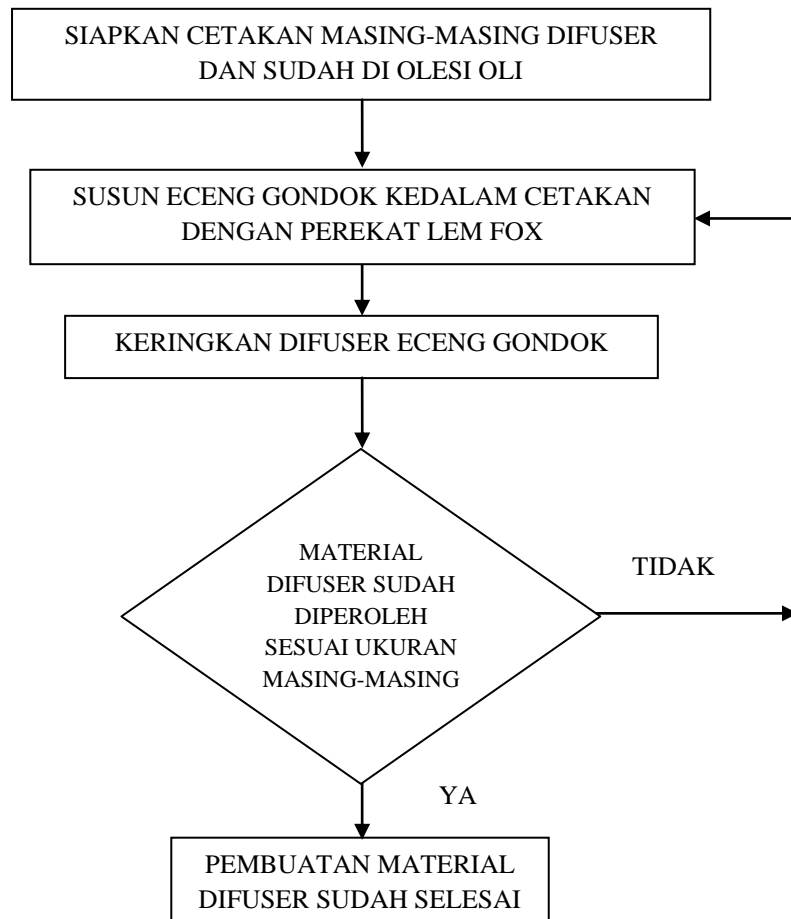 SIAPKAN CETAKAN MASING-MASING DIFUSER
DAN SUDAH DI OLESI OLI
SUSUN ECENG GONDOK KEDALAM CETAKAN
DENGAN PEREKAT LEM FOX
KERINGKAN DIFUSER ECENG GONDOK
MATERIAL
DIFUSER SUDAH
DIPEROLEH
SESUAI UKURAN
MASING-MASING
TIDAK
YA
PEMBUATAN MATERIAL
DIFUSER SUDAH SELESAI